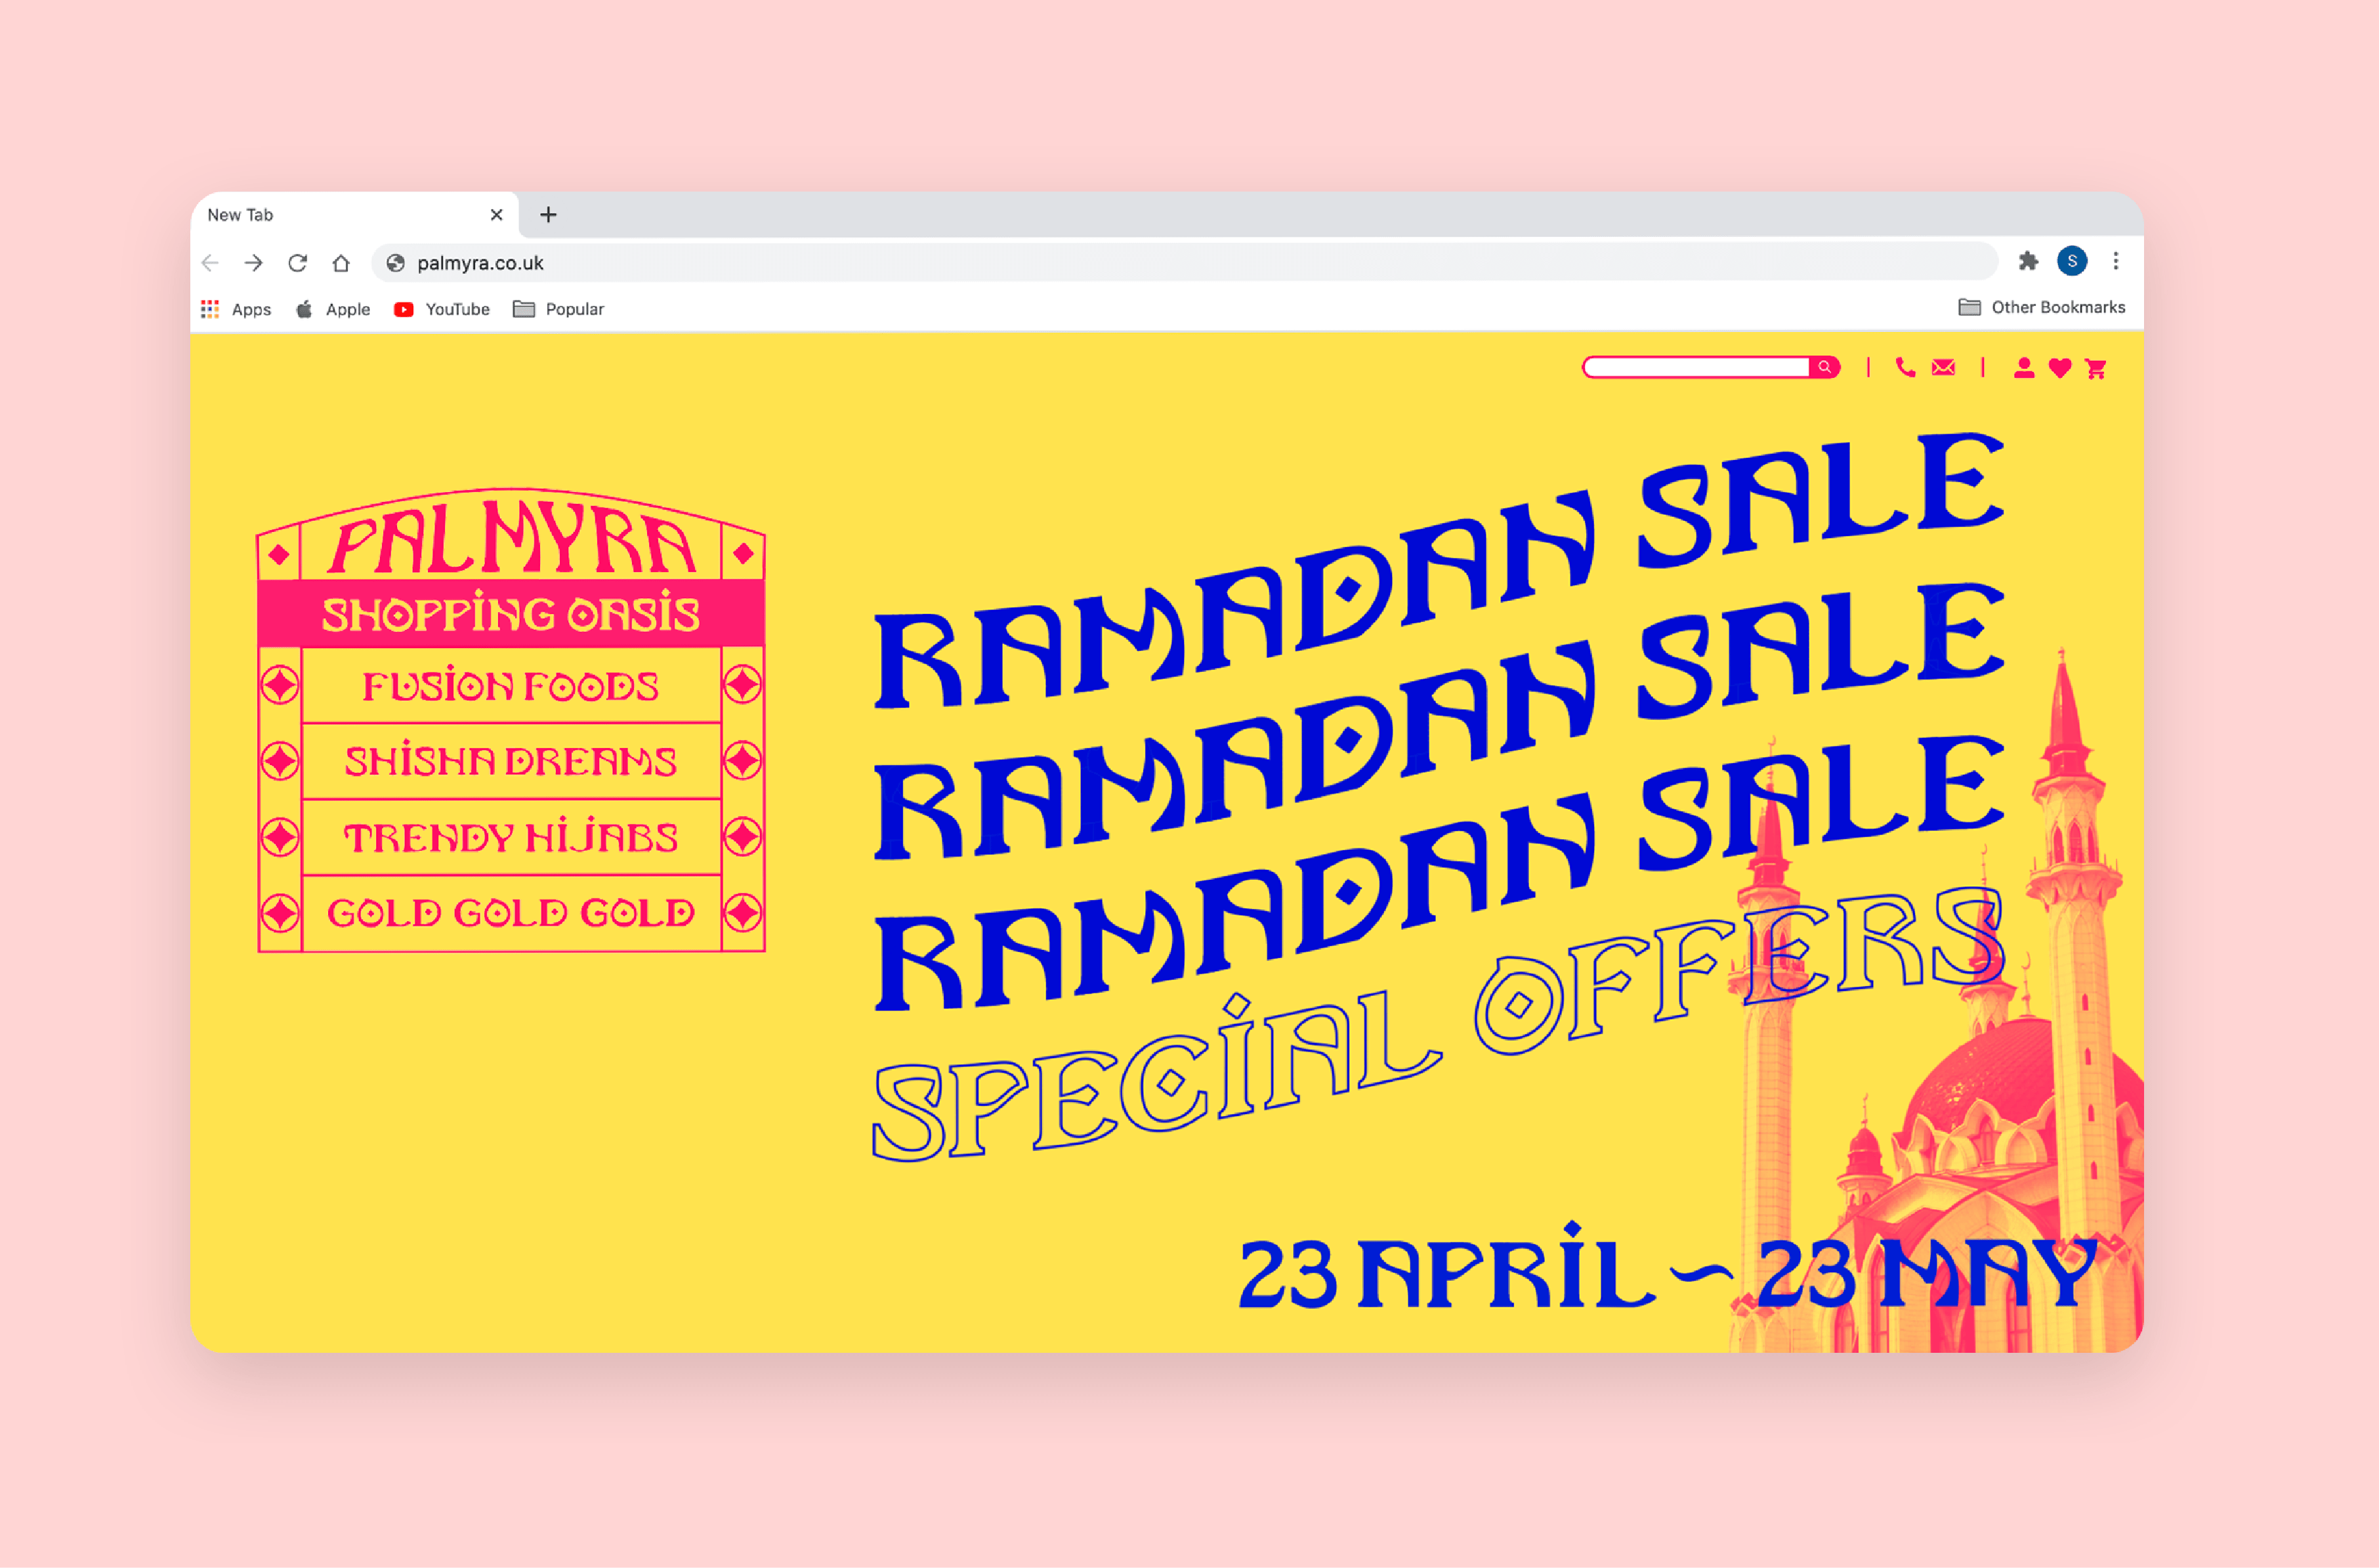 New Tab
palmyra.co.uk
S
Apps Apple YouTube Popular
Other Bookmarks
PALMYRA
SHOPPING OASIS
FUSION FOODS
SHISHA DREAMS
TRENDY HIJABS
GOLD GOLD GOLD
RAMADAN SALE
RAMADAN SALE
RAMADAN SALE
SPECIAL OFFERS
23 APRIL ~ 23 MAY